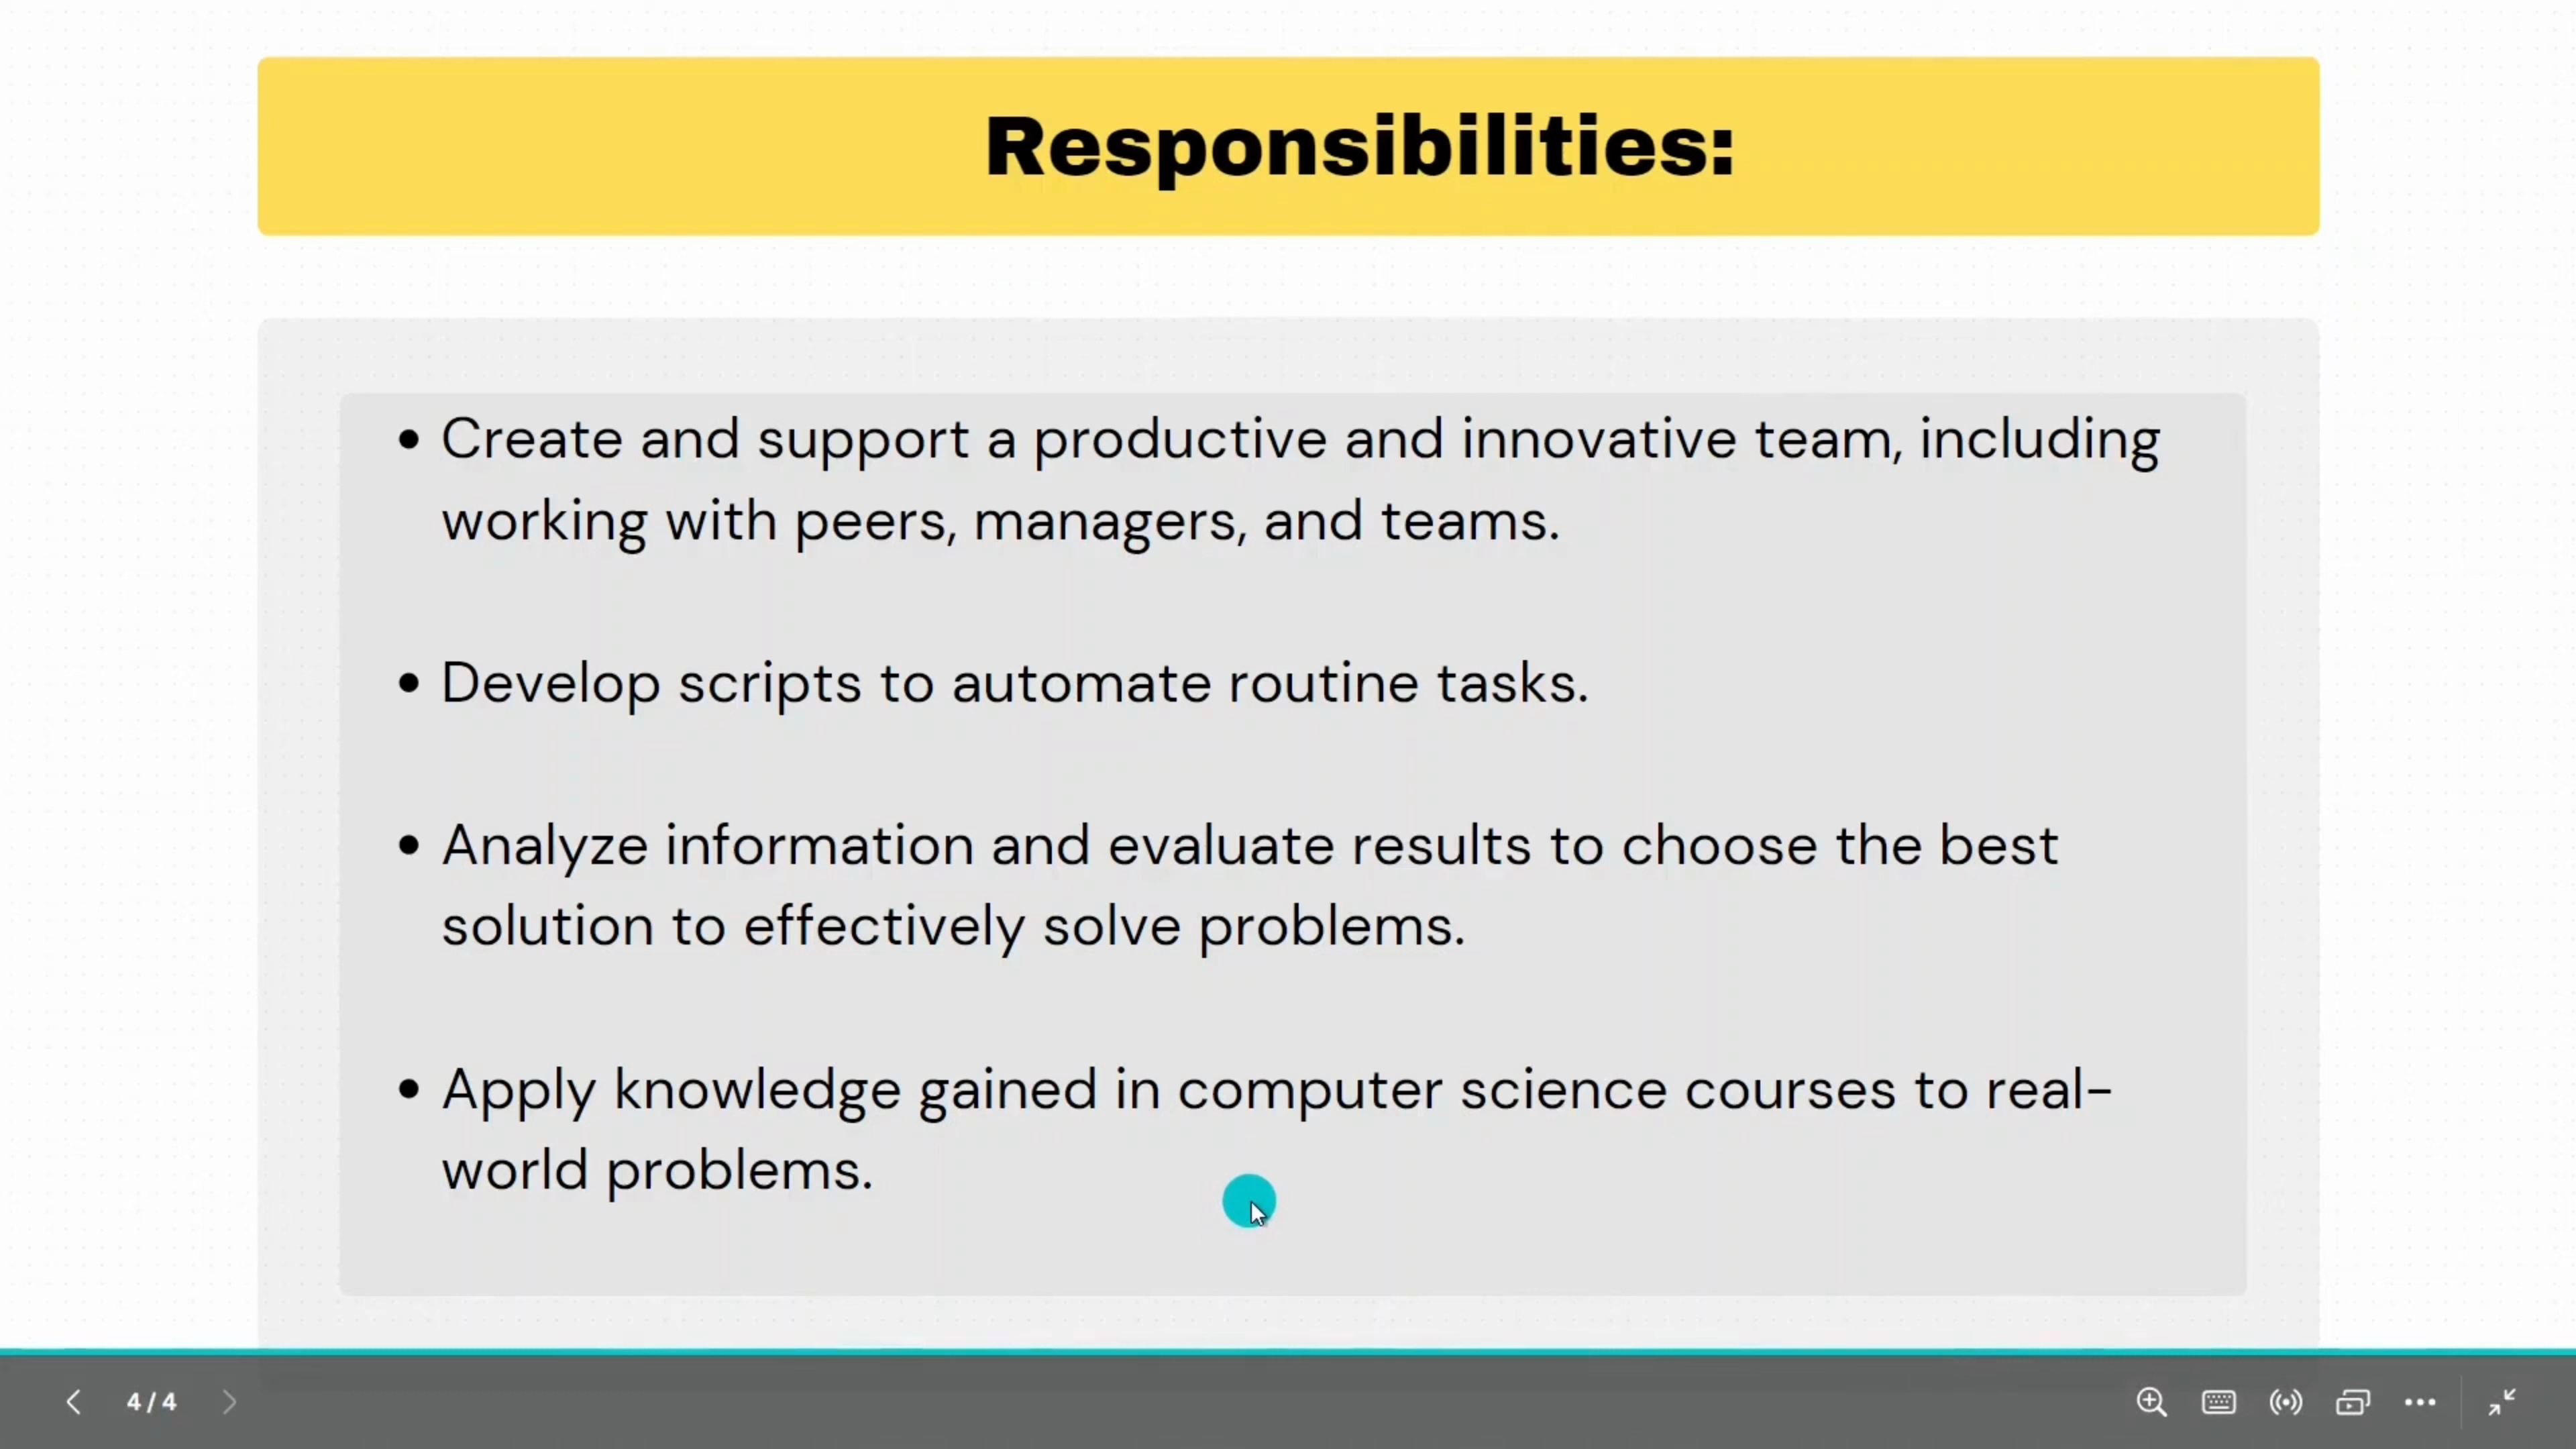 Responsibilities:
• Create and support a productive and innovative team, including
working with peers, managers, and teams.
• Develop scripts to automate routine tasks.
• Analyze information and evaluate results to choose the best
solution to effectively solve problems.
• Apply knowledge gained in computer science courses to real-
world problems.
4 / 4